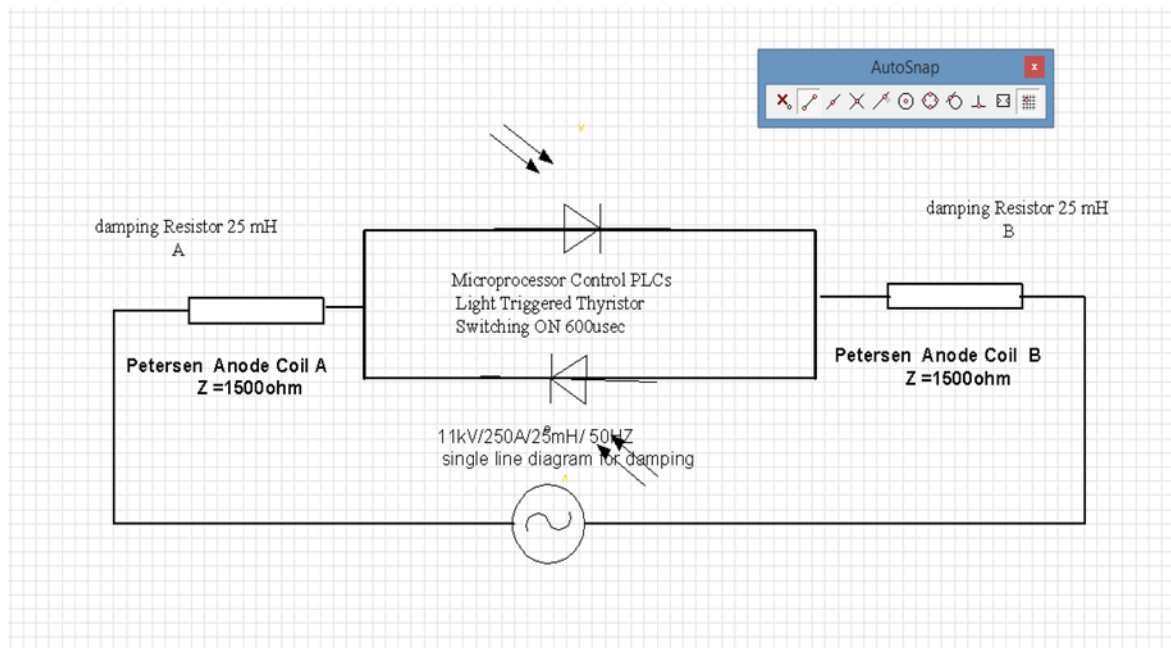 AutoSnap
damping Resistor 25 mH
A
damping Resistor 25 mH
B
Microprocessor Control PLCs
Light Triggered Thyristor
Switching ON 600usec
Petersen Anode Coil A
Z =1500ohm
Petersen Anode Coil B
Z =1500ohm
11kV/250A/25mH/ 50HZ
single line diagram for damping